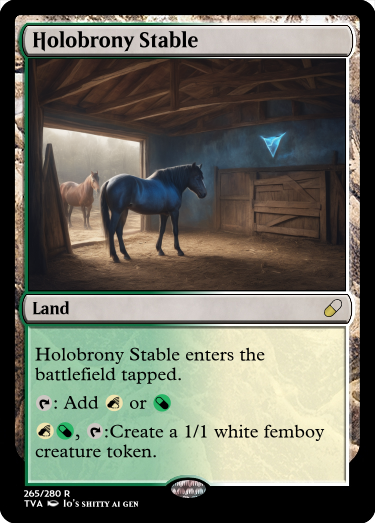 Holobrony Stable
Land
Holobrony Stable enters the
battlefield tapped.
: Add or
, :Create a 1/1 white femboy
creature token.
265/280 R
TVA Io's shitty AI gen